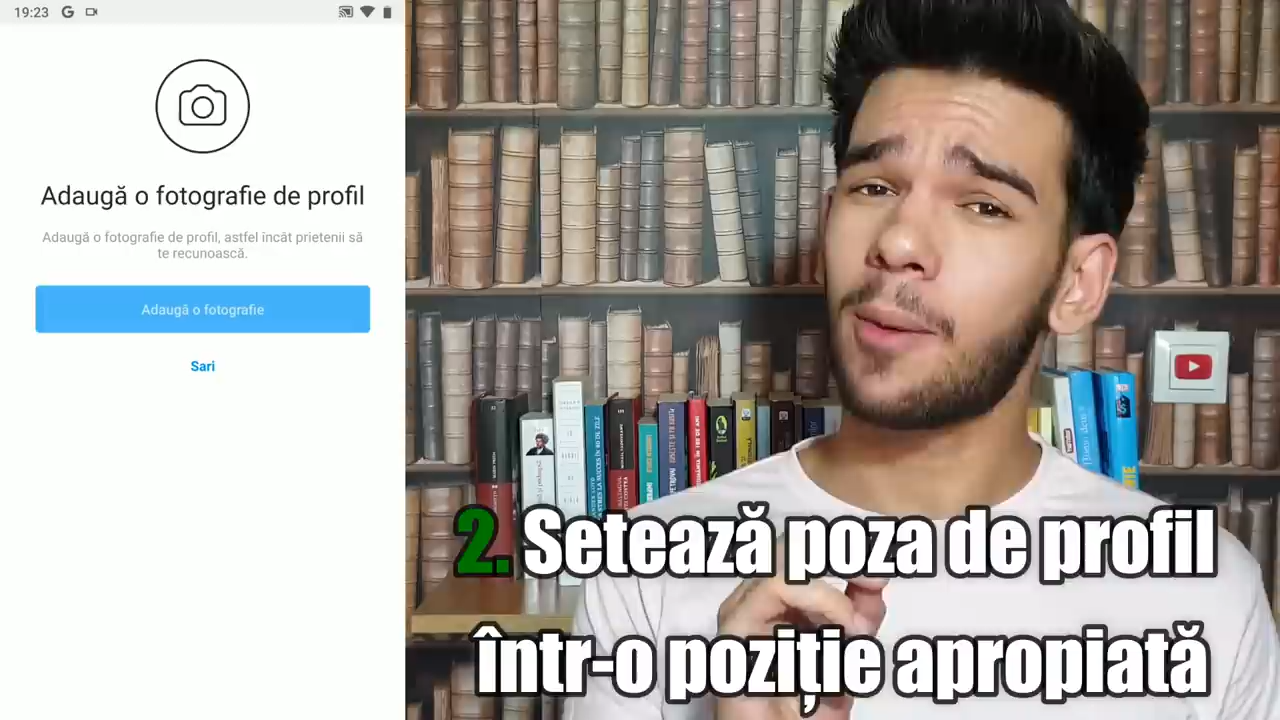 19:23
Adaugă o fotografie de profil
Adaugă o fotografie de profil, astfel încât prietenii să
te recunoască.
Adaugă o fotografie
Sari
2. Setează poza de profil
într-o poziție apropiată